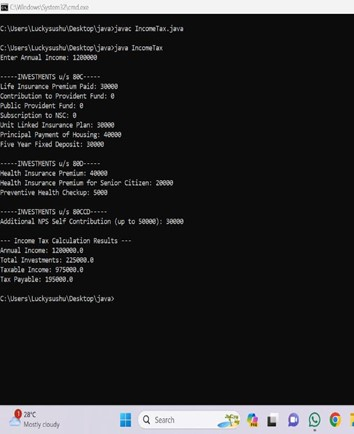 C:\Windows\System32\cmd.exe
C:\Users\Luckysushu\Desktop\java>javac IncomeTax.java
C:\Users\Luckysushu\Desktop\java>java IncomeTax
Enter Annual Income: 1200000
-----INVESTMENTS u/s 80C-----
Life Insurance Premium Paid: 30000
Contribution to Provident Fund: 0
Public Provident Fund: 0
Subscription to NSC: 0
Unit Linked Insurance Plan: 30000
Principal Payment of Housing: 40000
Five Year Fixed Deposit: 30000
-----INVESTMENTS u/s 80D-----
Health Insurance Premium: 40000
Health Insurance Premium for Senior Citizen: 20000
Preventive Health Checkup: 5000
-----INVESTMENTS u/s 80CCD-----
Additional NPS Self Contribution (up to 50000): 30000
--- Income Tax Calculation Results ---
Annual Income: 1200000.0
Total Investments: 225000.0
Taxable Income: 975000.0
Tax Payable: 195000.0
C:\Users\Luckysushu\Desktop\java>
28°C
Mostly cloudy
Search